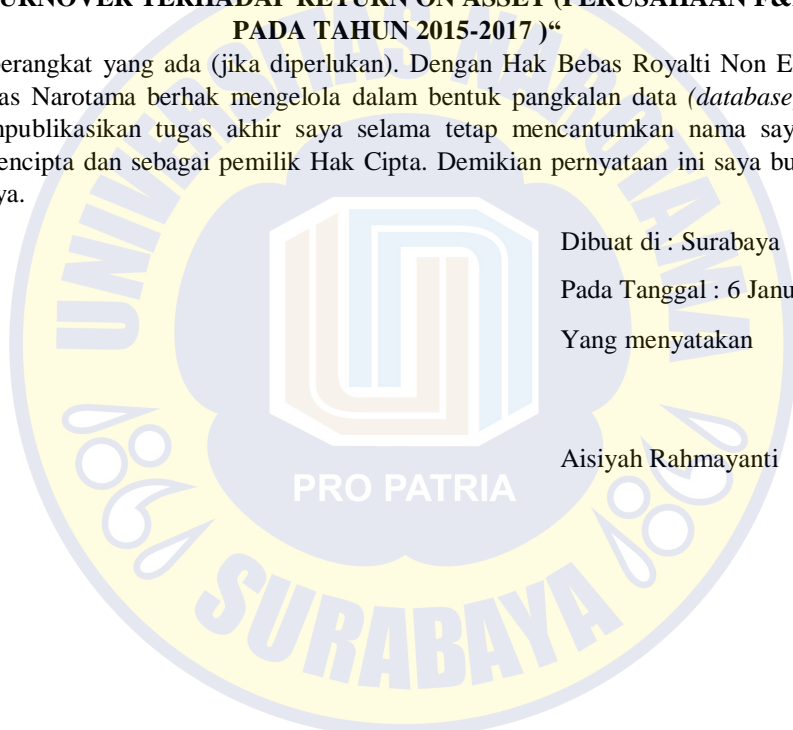 URNOVER TERHADAP RETURN ON ASSET (PERUSAHAAN F&
PADA TAHUN 2015-2017 )“
erangkat yang ada (jika diperlukan). Dengan Hak Bebas Royalti Non E
as Narotama berhak mengelola dalam bentuk pangkalan data (database
publikasikan tugas akhir saya selama tetap mencantumkan nama say
encipta dan sebagai pemilik Hak Cipta. Demikian pernyataan ini saya bu
ya.
Dibuat di : Surabaya
Pada Tanggal : 6 Janu
Yang menyatakan
Aisiyah Rahmayanti
UNIVERSITAS NAROTAMA
PRO PATRIA
SURABAYA